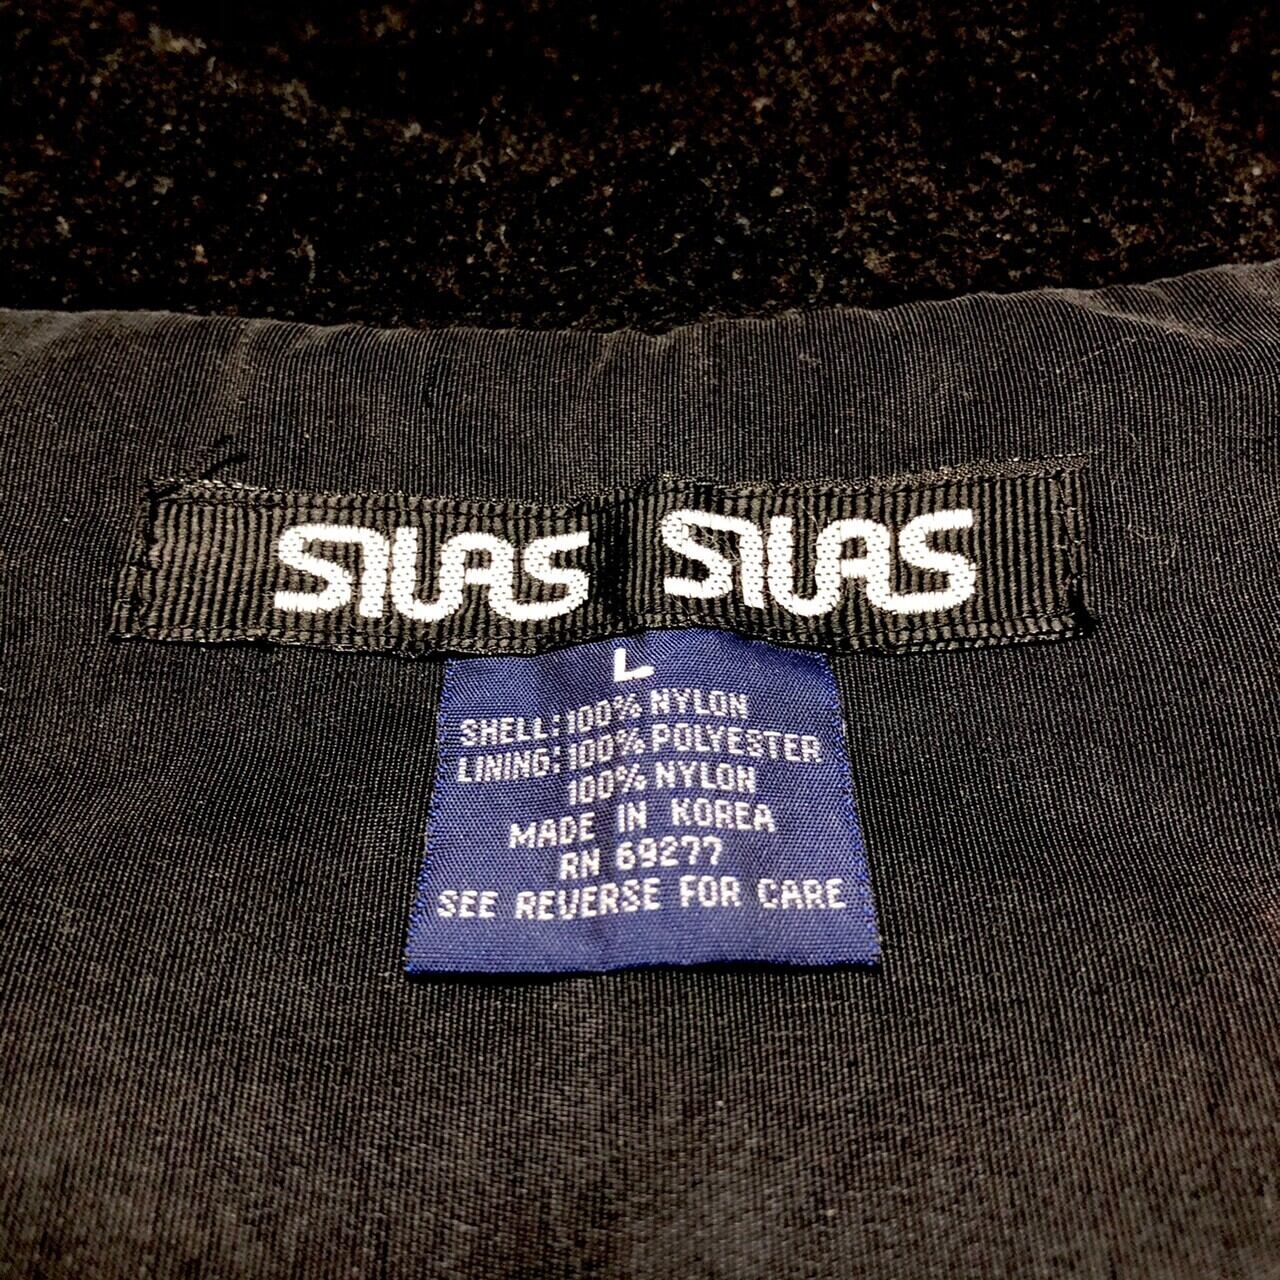 SILAS SILAS
L
SHELL: 100% NYLON
LINING: 100% POLYESTER
100% NYLON
MADE IN KOREA
RN 69277
SEE REVERSE FOR CARE